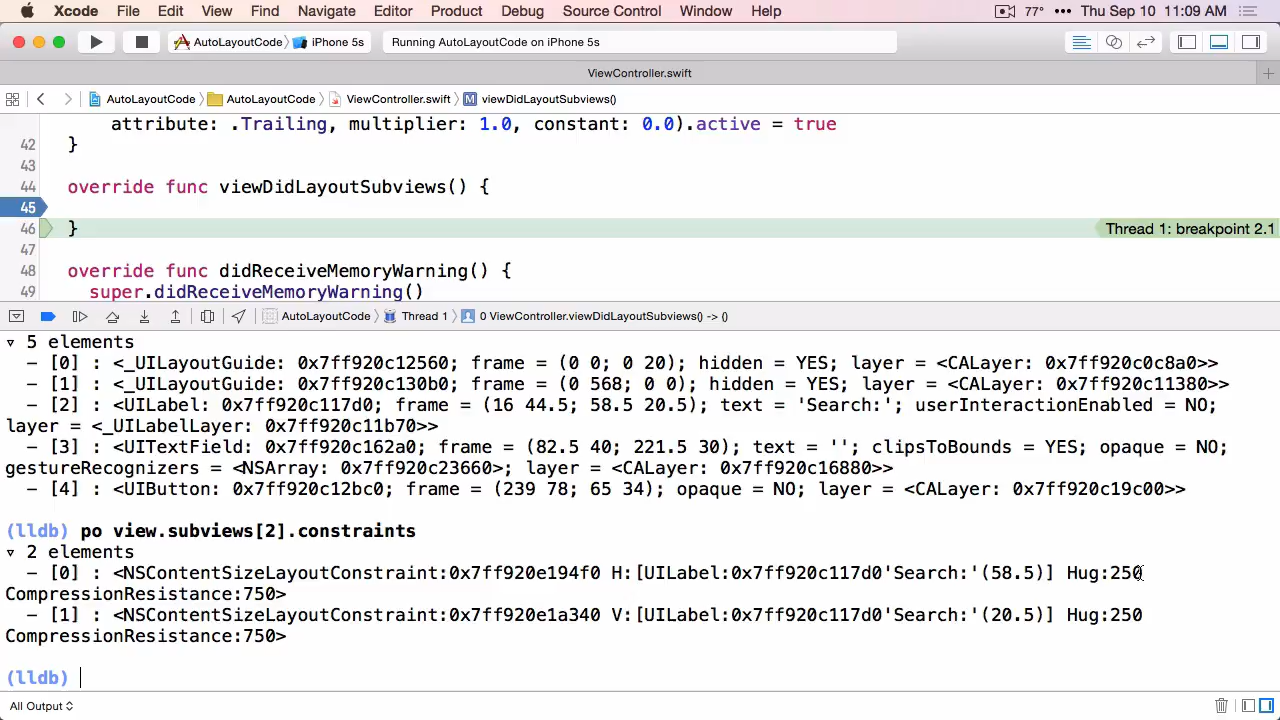 Xcode File Edit View Find Navigate Editor Product Debug Source Control Window Help 77° ••• Thu Sep 10 11:09 AM
AutoLayoutCode iPhone 5s Running AutoLayoutCode on iPhone 5s
ViewController.swift
AutoLayoutCode AutoLayoutCode ViewController.swift M viewDidLayoutSubviews()
attribute: .Trailing, multiplier: 1.0, constant: 0.0).active = true
42 }
43
44 override func viewDidLayoutSubviews() {
45
46 } Thread 1: breakpoint 2.1
47
48 override func didReceiveMemoryWarning() {
49 super.didReceiveMemoryWarning()
AutoLayoutCode Thread 1 0 ViewController.viewDidLayoutSubviews() -> ()
▿ 5 elements
- [0] : <_UILayoutGuide: 0x7ff920c12560; frame = (0 0; 0 20); hidden = YES; layer = <CALayer: 0x7ff920c0c8a0>>
- [1] : <_UILayoutGuide: 0x7ff920c130b0; frame = (0 568; 0 0); hidden = YES; layer = <CALayer: 0x7ff920c11380>>
- [2] : <UILabel: 0x7ff920c117d0; frame = (16 44.5; 58.5 20.5); text = 'Search:'; userInteractionEnabled = NO;
layer = <_UILabelLayer: 0x7ff920c11b70>>
- [3] : <UITextField: 0x7ff920c162a0; frame = (82.5 40; 221.5 30); text = ''; clipsToBounds = YES; opaque = NO;
gestureRecognizers = <NSArray: 0x7ff920c23660>; layer = <CALayer: 0x7ff920c16880>>
- [4] : <UIButton: 0x7ff920c12bc0; frame = (239 78; 65 34); opaque = NO; layer = <CALayer: 0x7ff920c19c00>>
(lldb) po view.subviews[2].constraints
▿ 2 elements
- [0] : <NSContentSizeLayoutConstraint:0x7ff920e194f0 H:[UILabel:0x7ff920c117d0'Search:'(58.5)] Hug:250
CompressionResistance:750>
- [1] : <NSContentSizeLayoutConstraint:0x7ff920e1a340 V:[UILabel:0x7ff920c117d0'Search:'(20.5)] Hug:250
CompressionResistance:750>
(lldb)
All Output